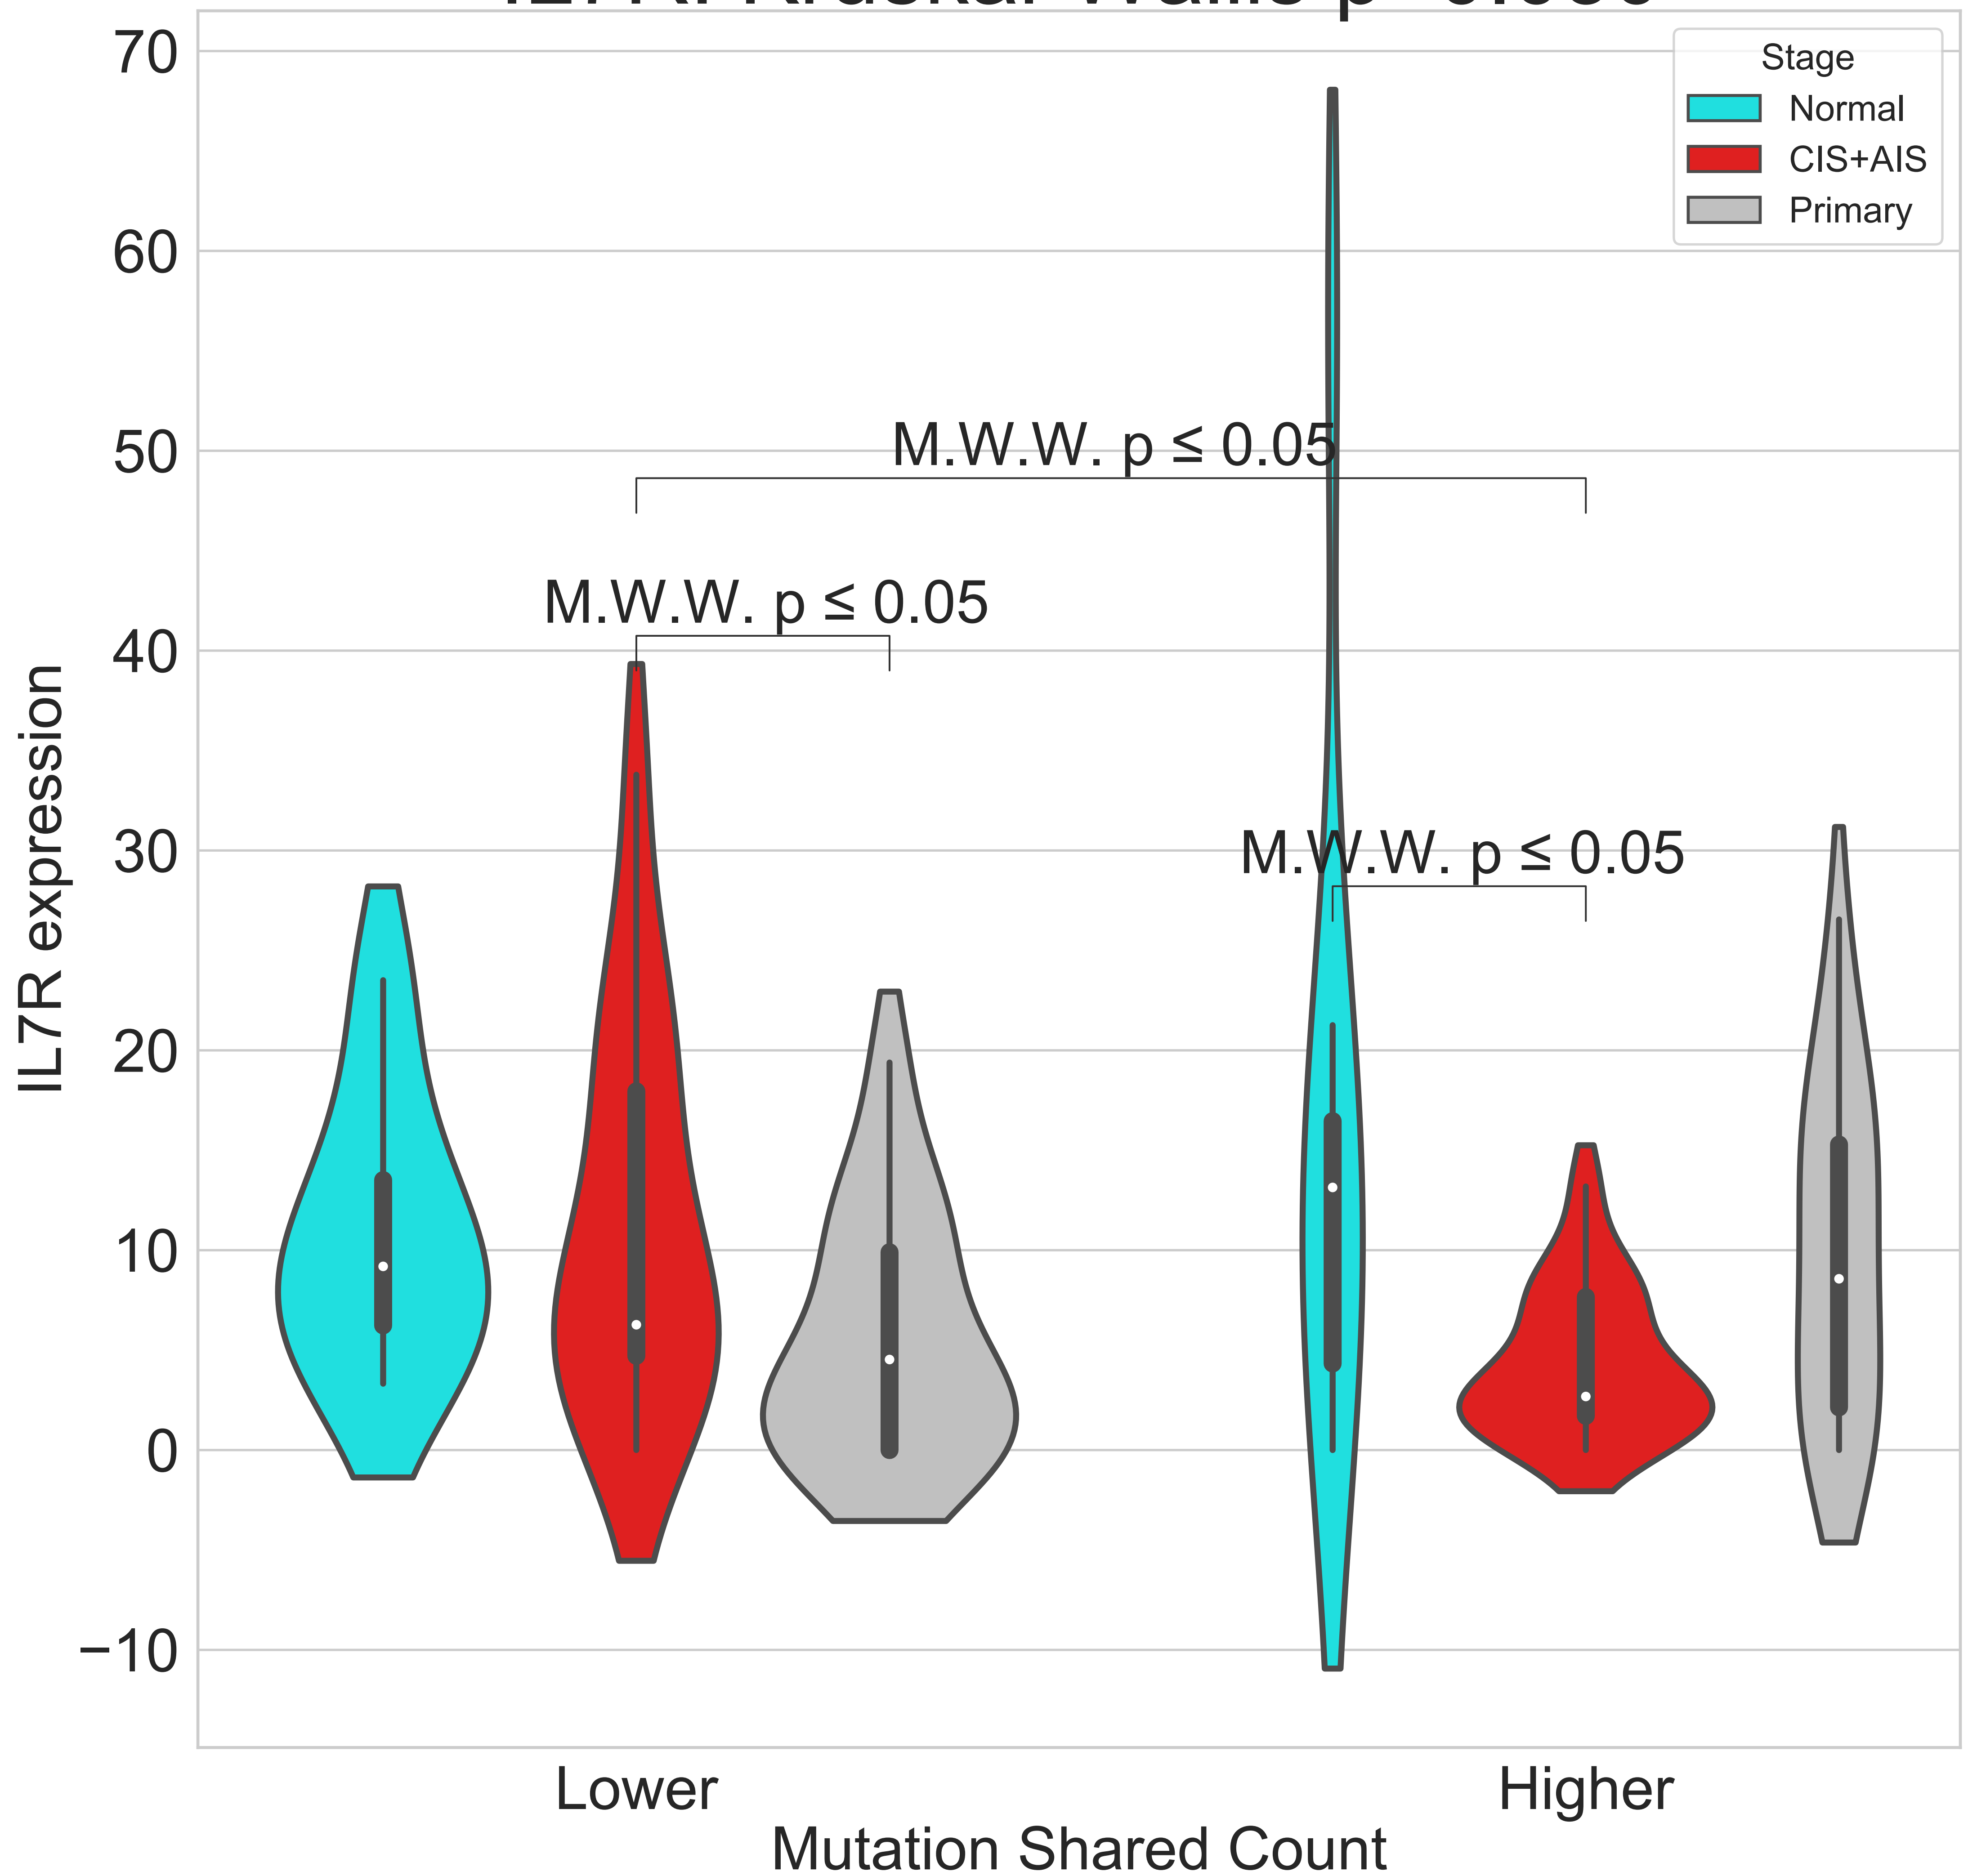 70
60
50
40
30
20
10
0
−10
IL7R expression
Stage
Normal
CIS+AIS
Primary
M.W.W. p ≤ 0.05
M.W.W. p ≤ 0.05
M.W.W. p ≤ 0.05
Lower
Higher
Mutation Shared Count